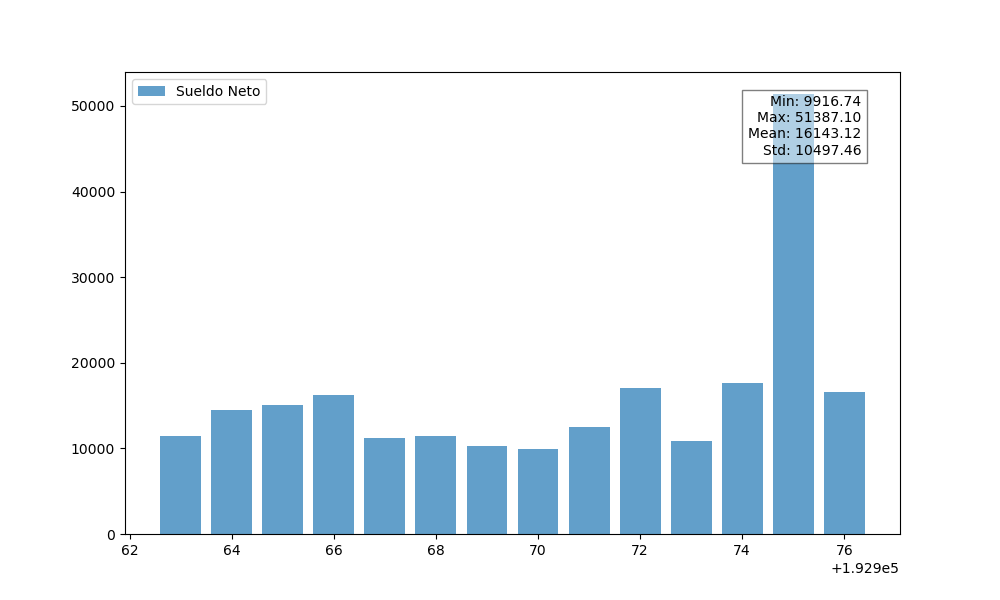 Sueldo Neto
Min: 9916.74
Max: 51387.10
Mean: 16143.12
Std: 10497.46
50000
40000
30000
20000
10000
0
62 64 66 68 70 72 74 76
+1.929e5